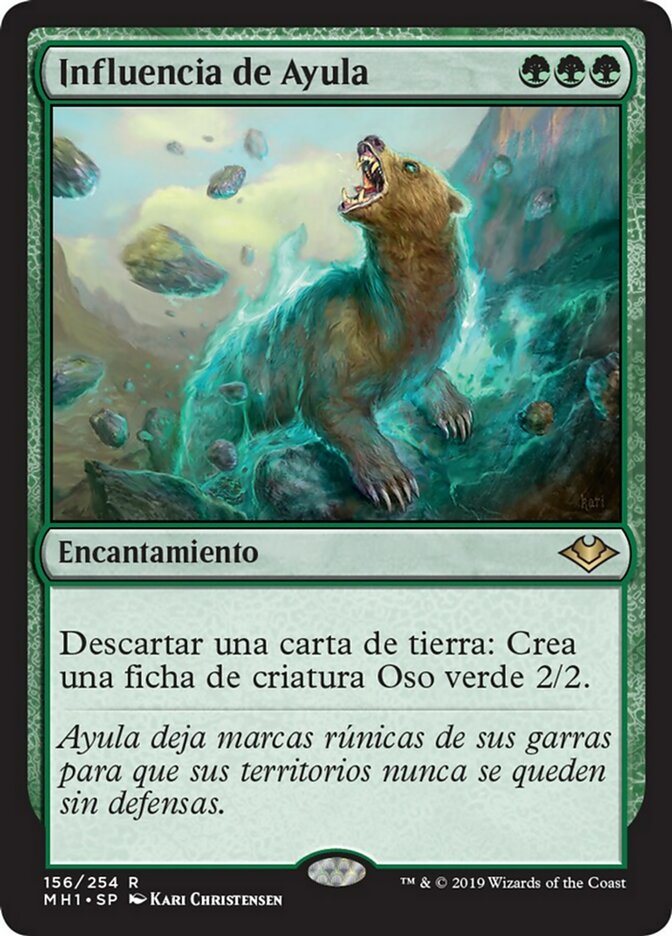 Influencia de Ayula
kari
Encantamiento
Descartar una carta de tierra: Crea
una ficha de criatura Oso verde 2/2.
Ayula deja marcas rúnicas de sus garras
para que sus territorios nunca se queden
sin defensas.
156/254 R
MH1•SP Kari Christensen
™ & © 2019 Wizards of the Coast